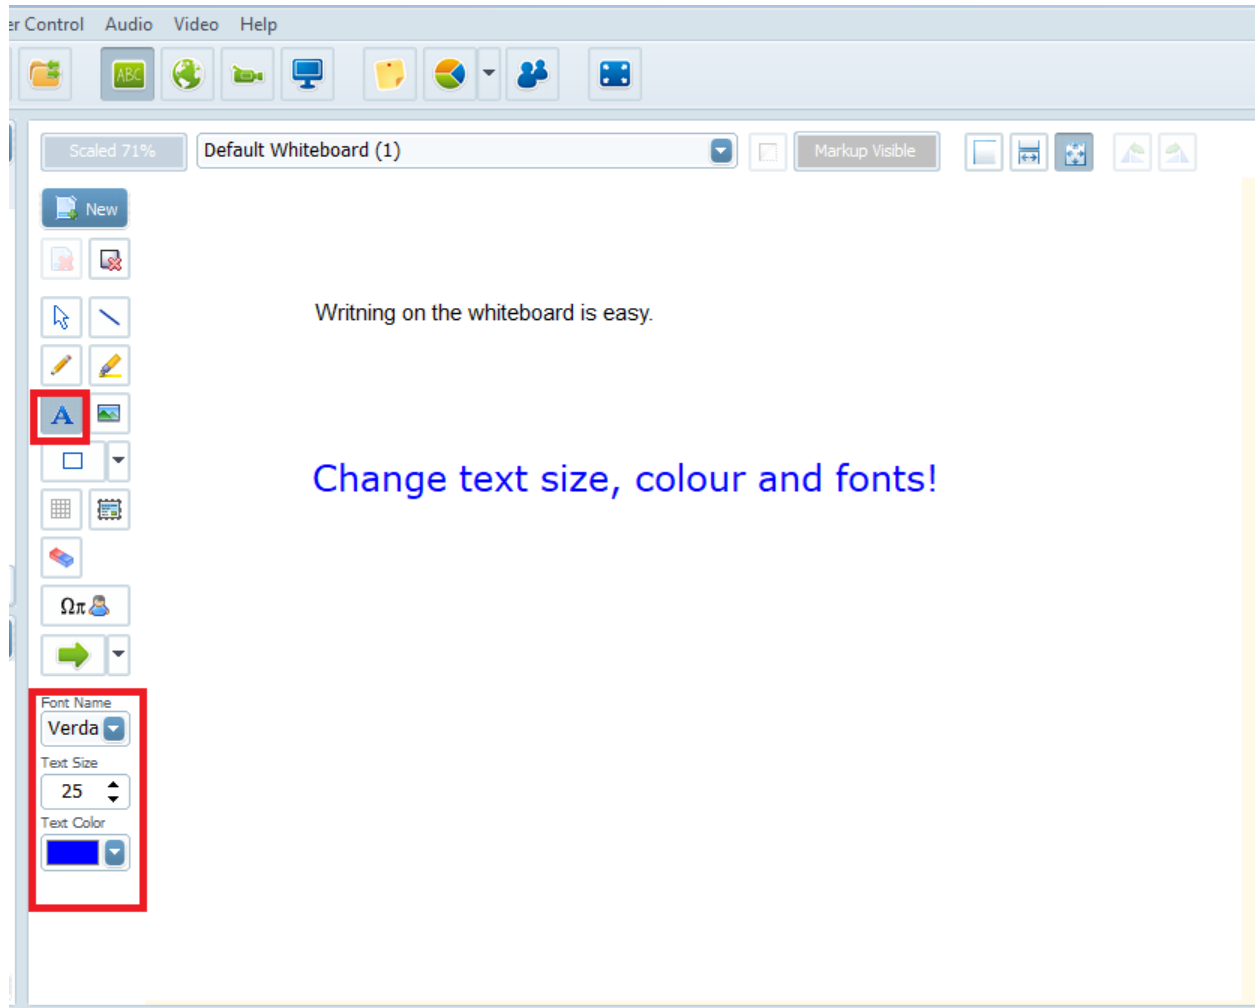 er Control Audio Video Help
ABC
Scaled 71% Default Whiteboard (1) Markup Visible
New
Writning on the whiteboard is easy.
A
Change text size, colour and fonts!
Ωπ
Font Name
Verda
Text Size
25
Text Color